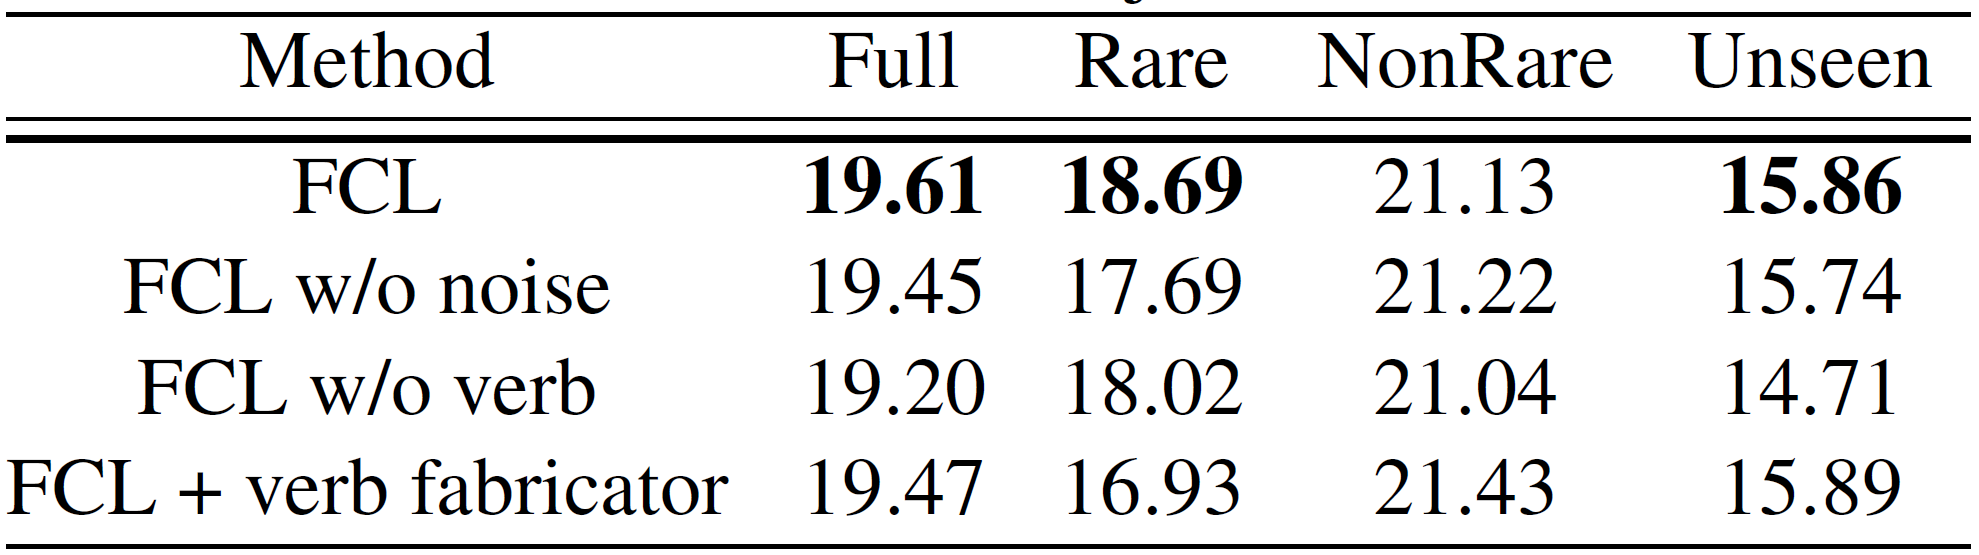 Method Full Rare NonRare Unseen
FCL 19.61 18.69 21.13 15.86
FCL w/o noise 19.45 17.69 21.22 15.74
FCL w/o verb 19.20 18.02 21.04 14.71
FCL + verb fabricator 19.47 16.93 21.43 15.89